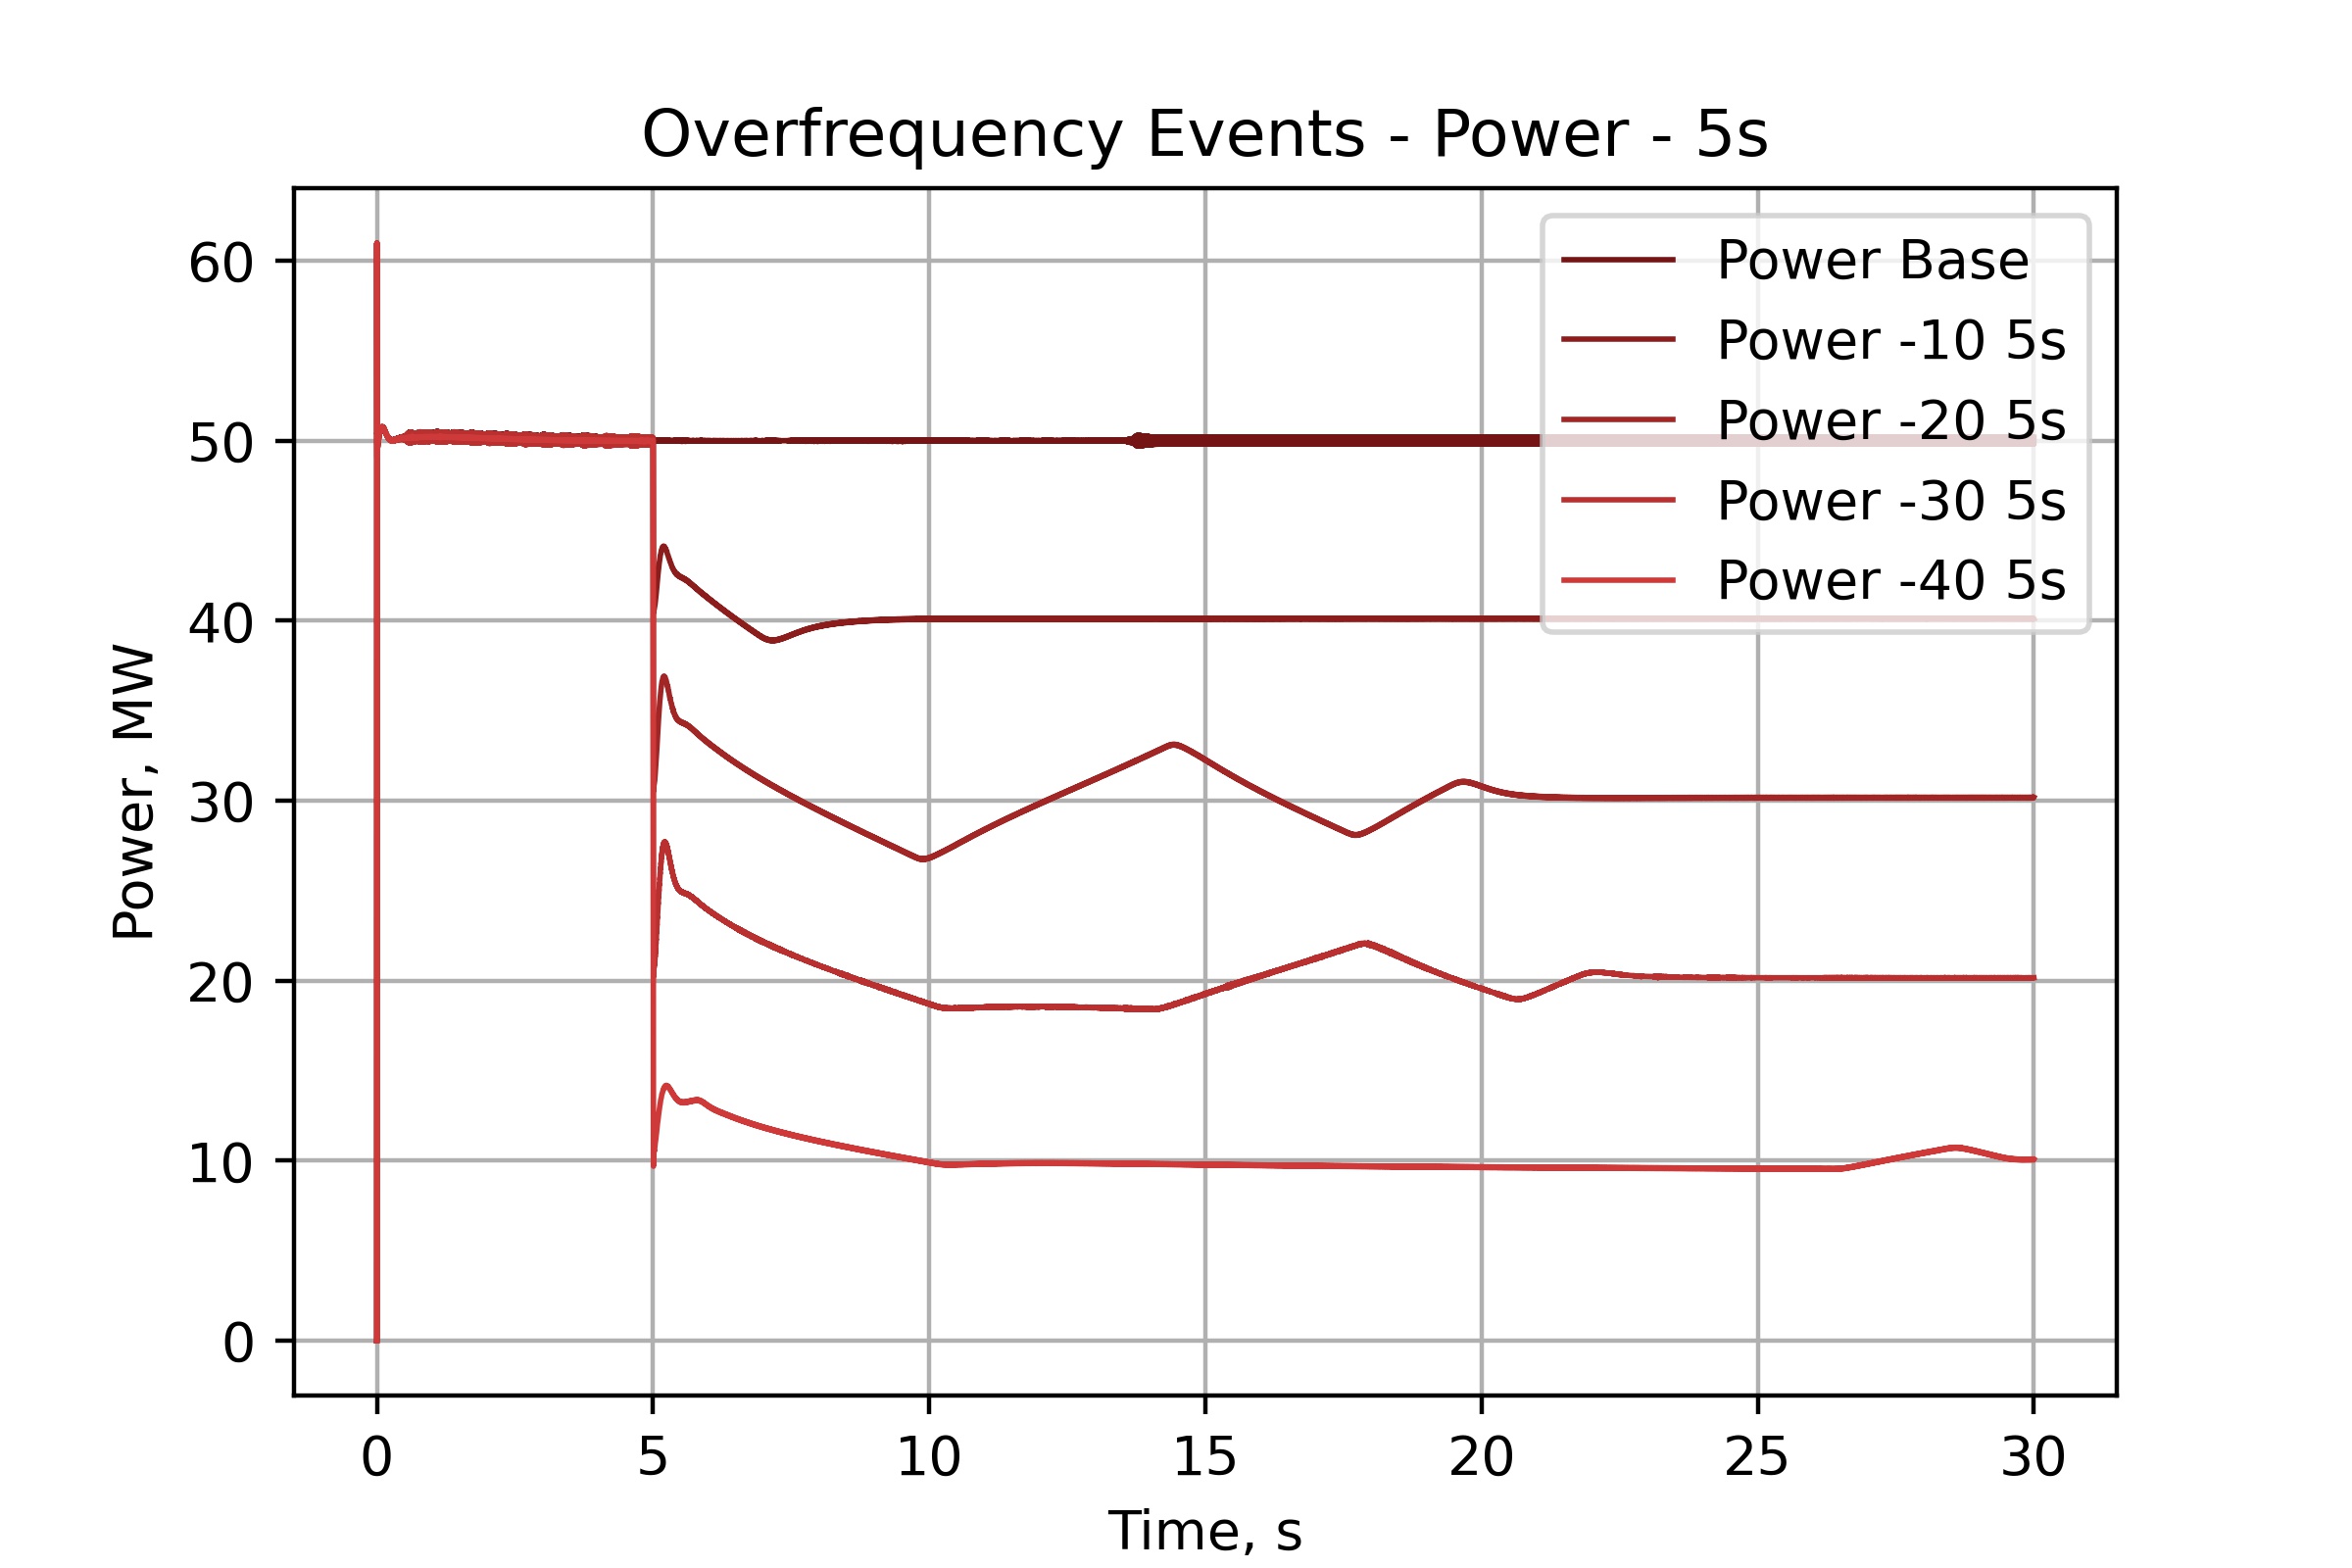 Overfrequency Events - Power - 5s
Power, MW
60
50
40
30
20
10
0
Power Base
Power -10 5s
Power -20 5s
Power -30 5s
Power -40 5s
0 5 10 15 20 25 30
Time, s